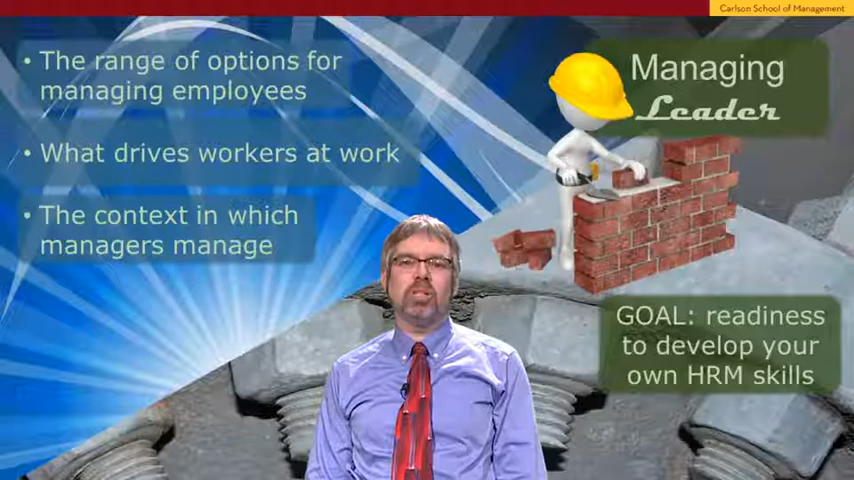 Carlson School of Management
• The range of options for
managing employees
• What drives workers at work
• The context in which
managers manage
Managing
Leader
GOAL: readiness
to develop your
own HRM skills